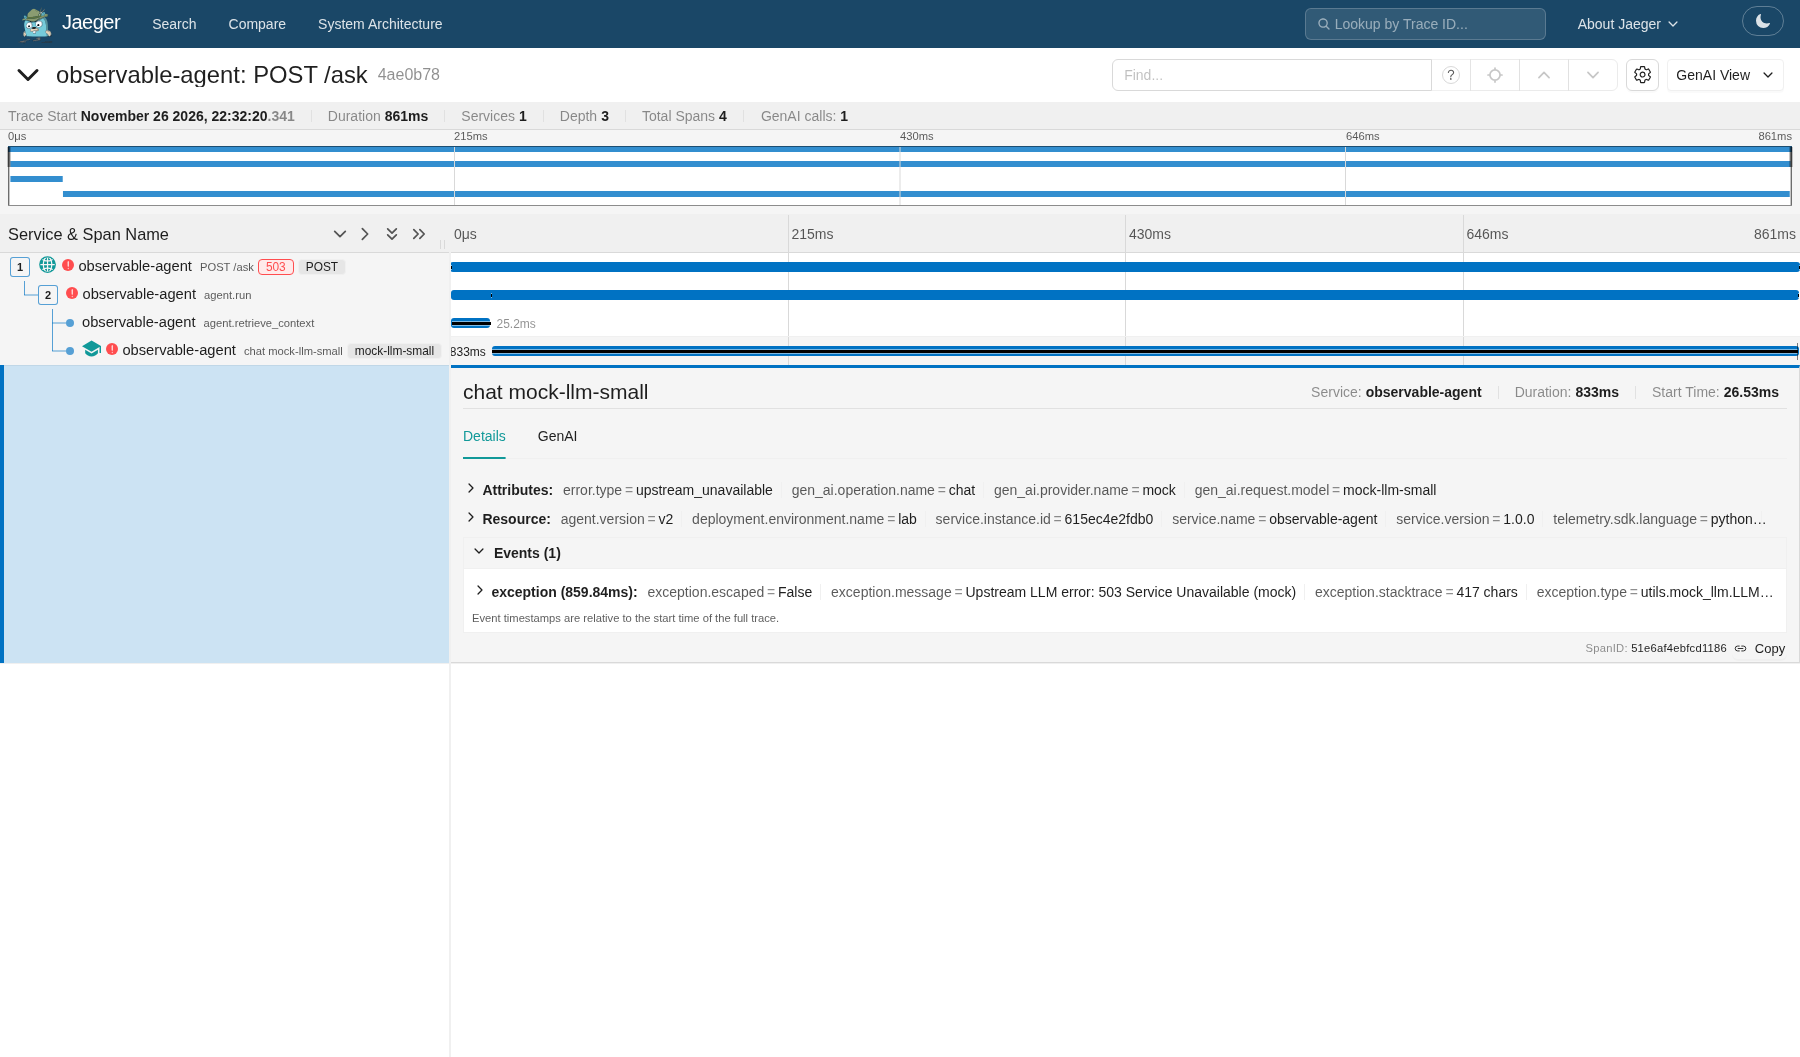 Jaeger Search Compare System Architecture Lookup by Trace ID... About Jaeger
observable-agent: POST /ask 4ae0b78 Find... ? GenAI View
Trace Start November 26 2026, 22:32:20.341 Duration 861ms Services 1 Depth 3 Total Spans 4 GenAI calls: 1
0μs 215ms 430ms 646ms 861ms
Service & Span Name 0μs 215ms 430ms 646ms 861ms
1 observable-agent POST /ask 503 POST
2 observable-agent agent.run
observable-agent agent.retrieve_context 25.2ms
observable-agent chat mock-llm-small mock-llm-small 833ms
chat mock-llm-small Service: observable-agent Duration: 833ms Start Time: 26.53ms
Details GenAI
Attributes: error.type = upstream_unavailable gen_ai.operation.name = chat gen_ai.provider.name = mock gen_ai.request.model = mock-llm-small
Resource: agent.version = v2 deployment.environment.name = lab service.instance.id = 615ec4e2fdb0 service.name = observable-agent service.version = 1.0.0 telemetry.sdk.language = python…
Events (1)
exception (859.84ms): exception.escaped = False exception.message = Upstream LLM error: 503 Service Unavailable (mock) exception.stacktrace = 417 chars exception.type = utils.mock_llm.LLM…
Event timestamps are relative to the start time of the full trace.
SpanID: 51e6af4ebfcd1186 Copy